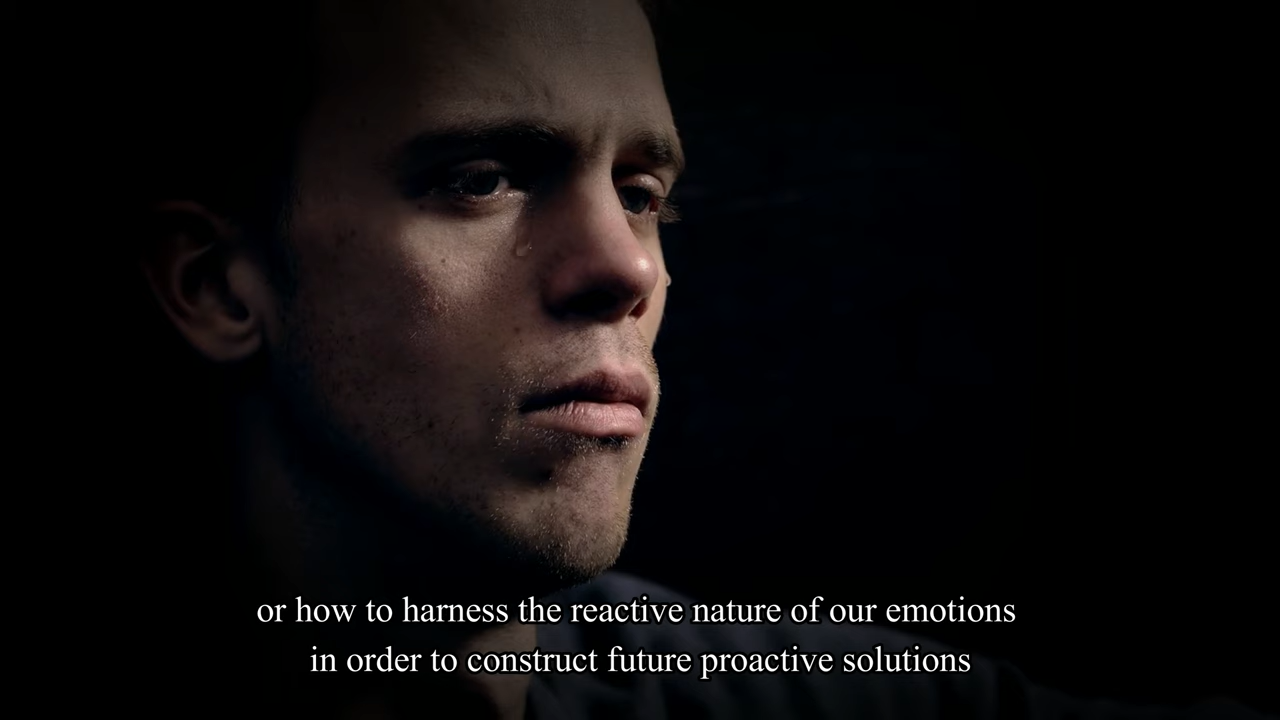 or how to harness the reactive nature of our emotions
in order to construct future proactive solutions